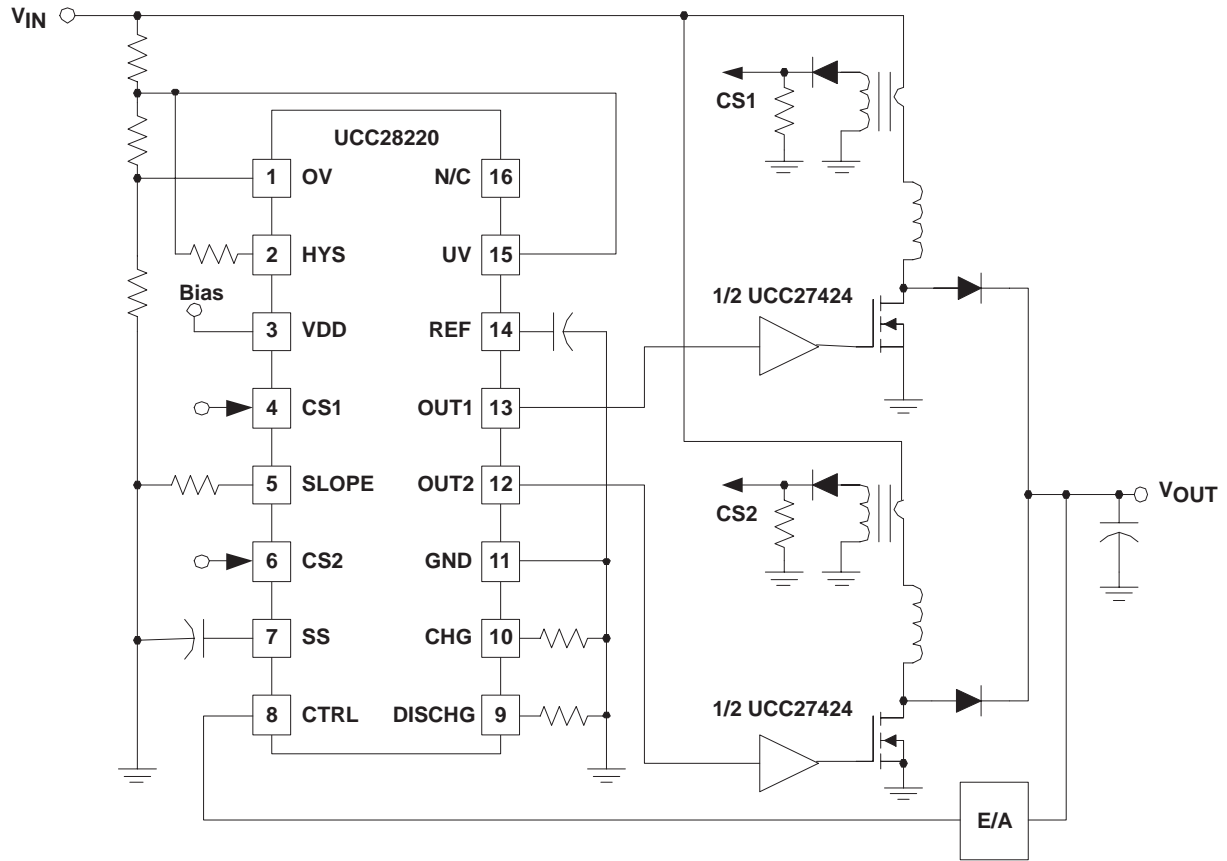 VIN
CS1
UCC28220
1 OV N/C 16
2 HYS UV 15
Bias
1/2 UCC27424
3 VDD REF 14
4 CS1 OUT1 13
5 SLOPE OUT2 12
CS2
VOUT
6 CS2 GND 11
7 SS CHG 10
8 CTRL DISCHG 9
1/2 UCC27424
E/A